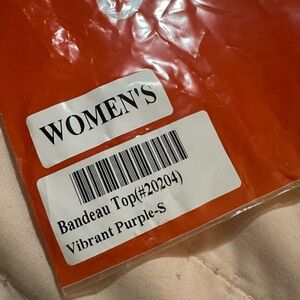 WOMEN'S
Bandeau Top(#20204)
Vibrant Purple-S